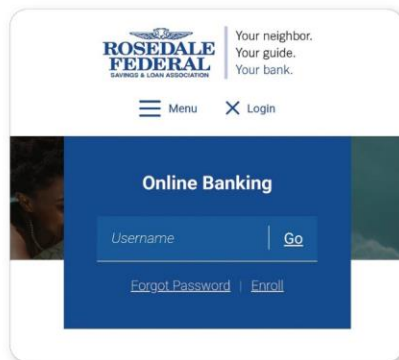 ROSEDALE
FEDERAL
SAVINGS & LOAN ASSOCIATION
Your neighbor.
Your guide.
Your bank.
Menu
Login
Online Banking
Username
Go
Forgot Password | Enroll